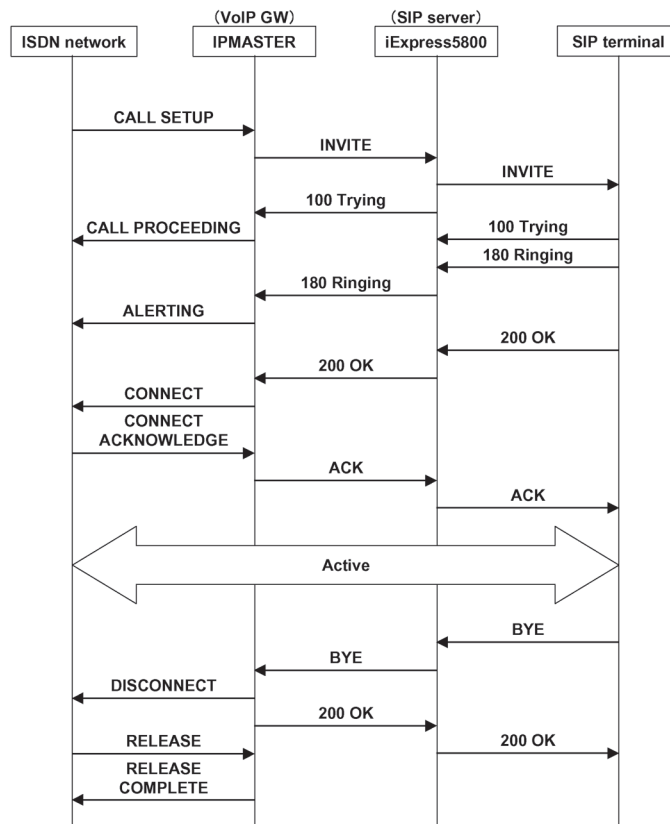 （VoIP GW） （SIP server）
ISDN network IPMASTER iExpress5800 SIP terminal
CALL SETUP
INVITE
INVITE
100 Trying
CALL PROCEEDING
100 Trying
180 Ringing
180 Ringing
ALERTING
200 OK
200 OK
CONNECT
CONNECT
ACKNOWLEDGE
ACK
ACK
Active
BYE
BYE
DISCONNECT
200 OK
RELEASE
200 OK
RELEASE
COMPLETE